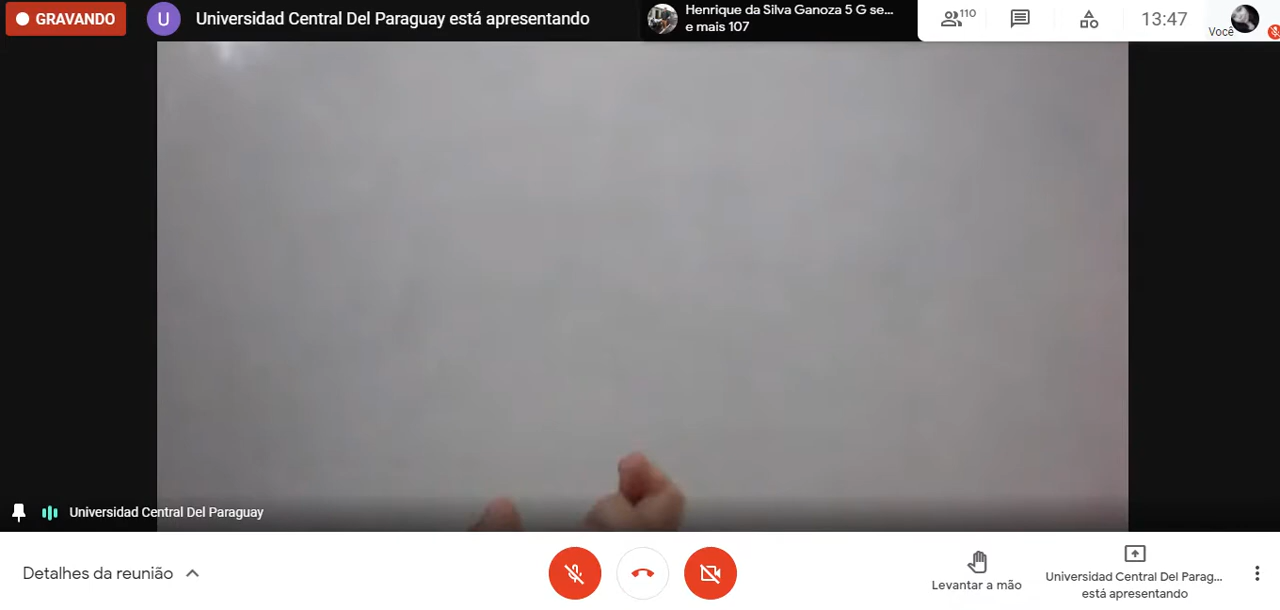 GRAVANDO
U
Universidad Central Del Paraguay está apresentando
Henrique da Silva Ganoza 5 G se...
e mais 107
110
13:47
Você
Universidad Central Del Paraguay
Detalhes da reunião
Levantar a mão
Universidad Central Del Parag...
está apresentando